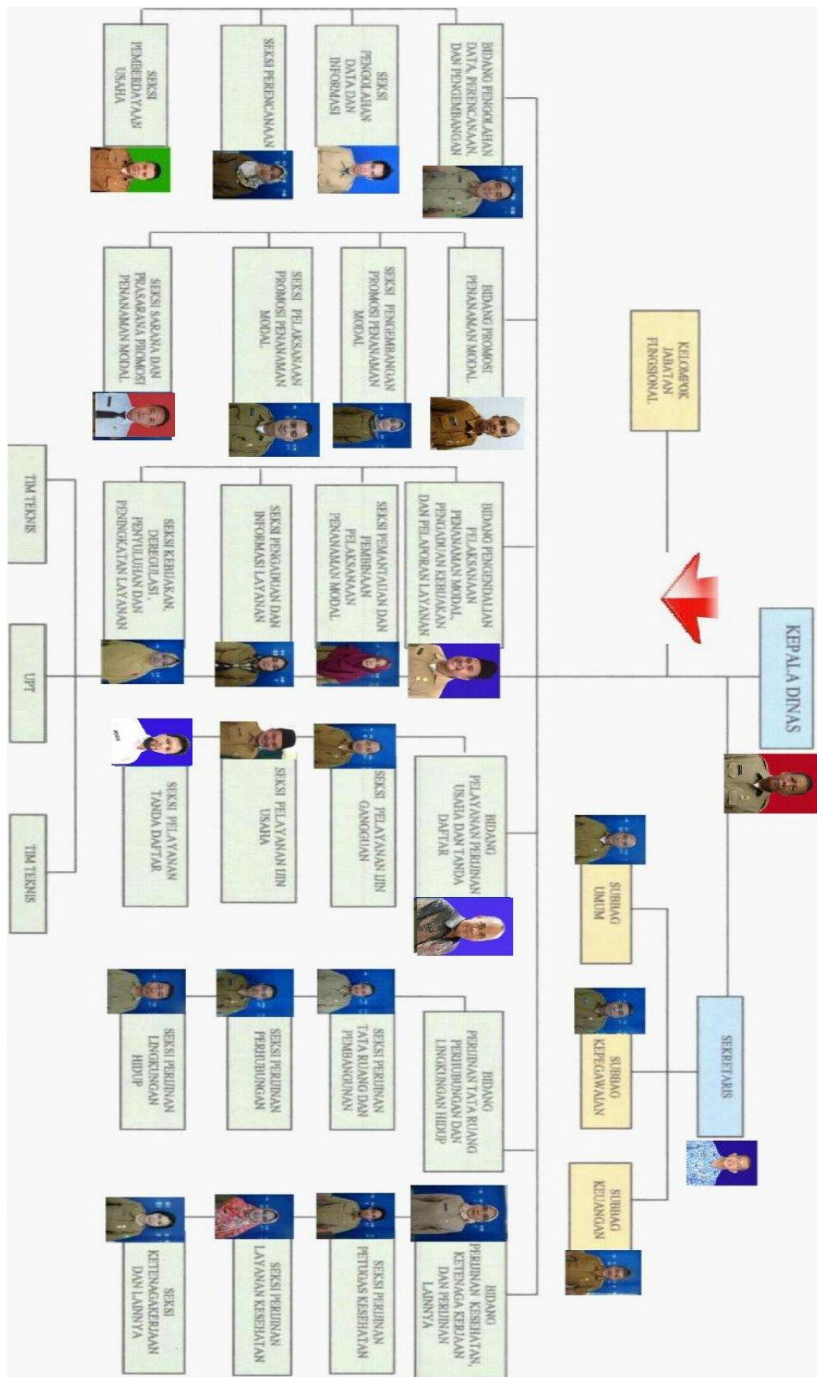 KEPALA DINAS
SEKRETARIS
KELOMPOK
JABATAN
FUNGSIONAL
SUBBAG
UMUM
SUBBAG
KEPEGAWAIAN
SUBBAG
KEUANGAN
BIDANG PENGOLAHAN
DATA, PERENCANAAN,
DAN PENGEMBANGAN
SEKSI
PENGOLAHAN
DATA DAN
INFORMASI
SEKSI PERENCANAAN
SEKSI
PEMBERDAYAAN
USAHA
BIDANG PROMOSI
PENANAMAN MODAL
SEKSI PENGEMBANGAN
PROMOSI PENANAMAN
MODAL
SEKSI PELAKSANAAN
PROMOSI PENANAMAN
MODAL
SEKSI SARANA DAN
PRASARANA PROMOSI
PENANAMAN MODAL
BIDANG PENGENDALIAN
PELAKSANAAN
PENANAMAN MODAL,
PENGADUAN KEBIJAKAN
DAN PELAPORAN LAYANAN
SEKSI PEMANTAUAN DAN
PEMBINAAN
PELAKSANAAN
PENANAMAN MODAL
SEKSI PENGADUAN DAN
INFORMASI LAYANAN
SEKSI KEBIJAKAN,
DEREGULASI,
PENYULUHAN DAN
PENINGKATAN LAYANAN
BIDANG
PELAYANAN PERIJINAN
USAHA DAN TANDA
DAFTAR
SEKSI PELAYANAN IJIN
GANGGUAN
SEKSI PELAYANAN IJIN
USAHA
SEKSI PELAYANAN
TANDA DAFTAR
BIDANG
PERIJINAN TATA RUANG
PERHUBUNGAN DAN
LINGKUNGAN HIDUP
SEKSI PERIJINAN
TATA RUANG DAN
PEMBANGUNAN
SEKSI PERIJINAN
PERHUBUNGAN
SEKSI PERIJINAN
LINGKUNGAN
HIDUP
BIDANG
PERIJINAN KESEHATAN,
KETENAGA KERJAAN
DAN PERIJINAN
LAINNYA
SEKSI PERIJINAN
PETUGAS KESEHATAN
SEKSI PERIJINAN
LAYANAN KESEHATAN
SEKSI
KETENAGAKERJAAN
DAN LAINNYA
TIM TEKNIS
UPT
TIM TEKNIS